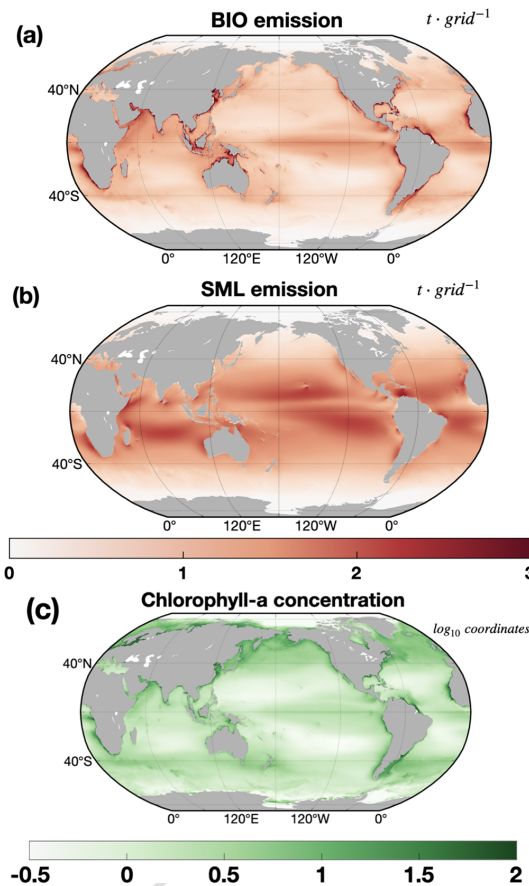 (a)
BIO emission
t · grid⁻¹
40°N
40°S
0°
120°E
120°W
0°
(b)
SML emission
t · grid⁻¹
40°N
40°S
0°
120°E
120°W
0°
0
1
2
3
(c)
Chlorophyll-a concentration
log₁₀ coordinates
40°N
40°S
0°
120°E
120°W
0°
-0.5
0
0.5
1
1.5
2